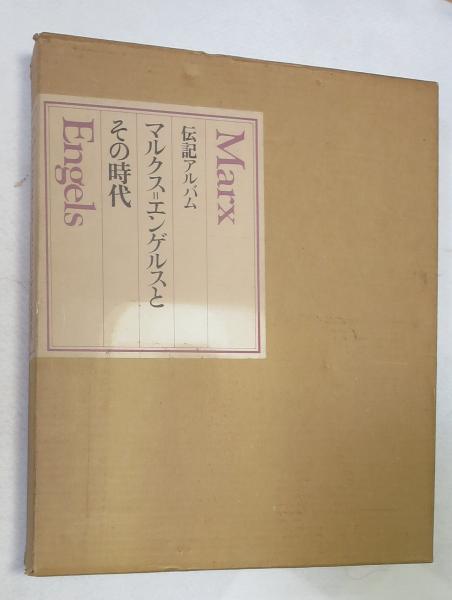 Marx
伝記アルバム
マルクス=エンゲルスと
その時代
Engels